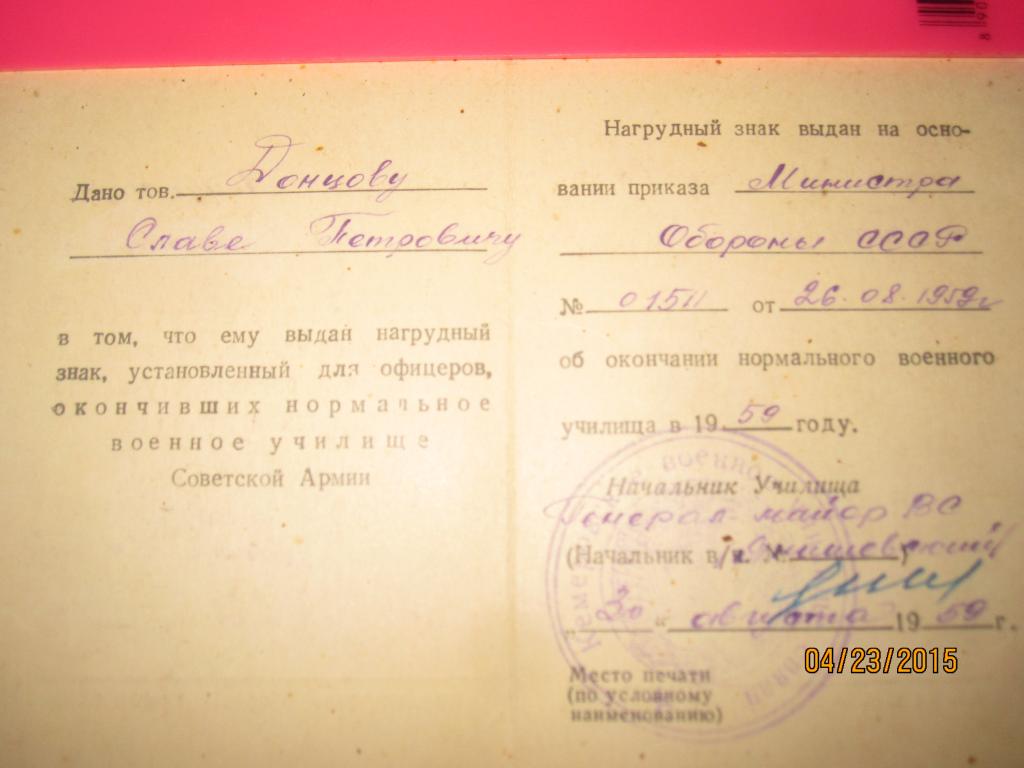 Дано тов. Донцову
Славе Петровичу
в том, что ему выдан нагрудный
знак, установленный для офицеров,
окончивших нормальное
военное училище
Советской Армии
Нагрудный знак выдан на осно-
вании приказа Министра
Обороны СССР
№ 01511 от 26.08.1959 г
об окончании нормального военного
училища в 1959 году.
Начальник Училища
Генерал-майор ВС
(Начальник в/ч. №
„30“ августа 1959 г.
Место печати
(по условному
наименованию)
военно
04/23/2015